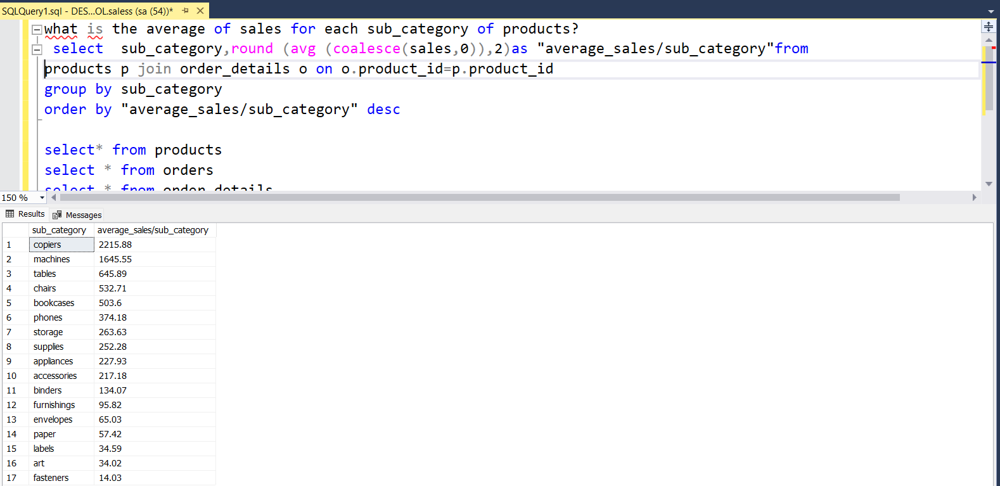 SQLQuery1.sql - DES...OL.saless (sa (54))*
what is the average of sales for each sub_category of products?
select  sub_category,round (avg (coalesce(sales,0)),2)as "average_sales/sub_category"from
products p join order_details o on o.product_id=p.product_id
group by sub_category
order by "average_sales/sub_category" desc
select* from products
select * from orders
select * from order_details
150 %
Results Messages
sub_category average_sales/sub_category
1 copiers 2215.88
2 machines 1645.55
3 tables 645.89
4 chairs 532.71
5 bookcases 503.6
6 phones 374.18
7 storage 263.63
8 supplies 252.28
9 appliances 227.93
10 accessories 217.18
11 binders 134.07
12 furnishings 95.82
13 envelopes 65.03
14 paper 57.42
15 labels 34.59
16 art 34.02
17 fasteners 14.03